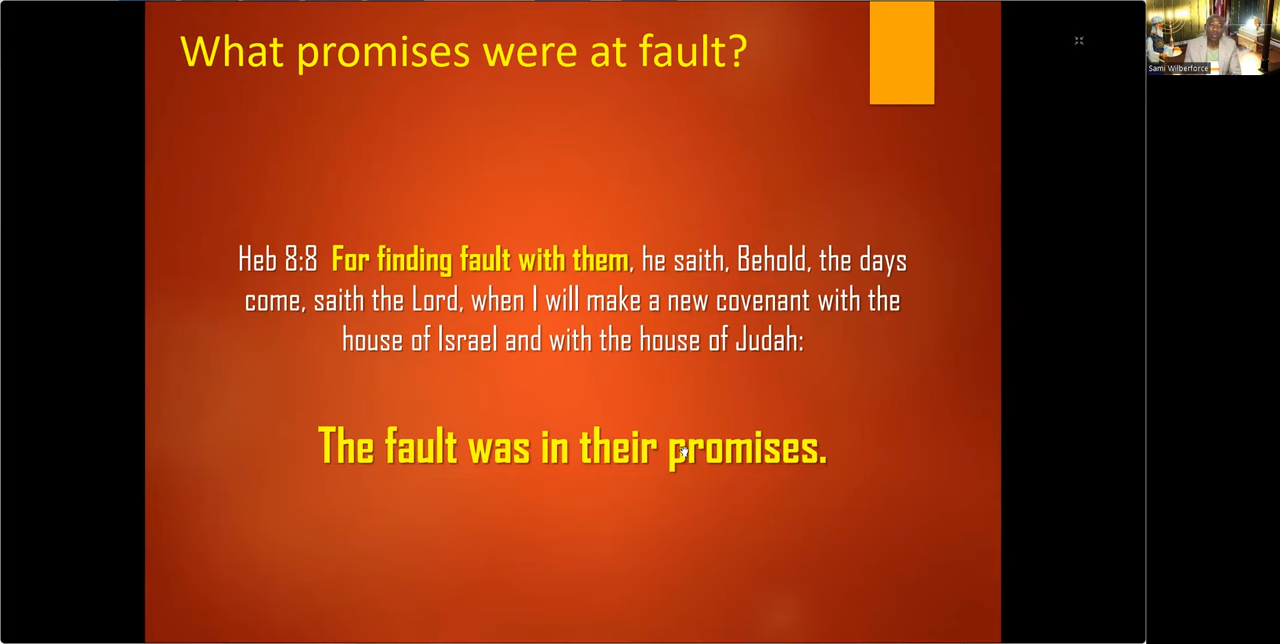 What promises were at fault?
Sami Wilberforce
Heb 8:8 For finding fault with them, he saith, Behold, the days
come, saith the Lord, when I will make a new covenant with the
house of Israel and with the house of Judah:
The fault was in their promises.